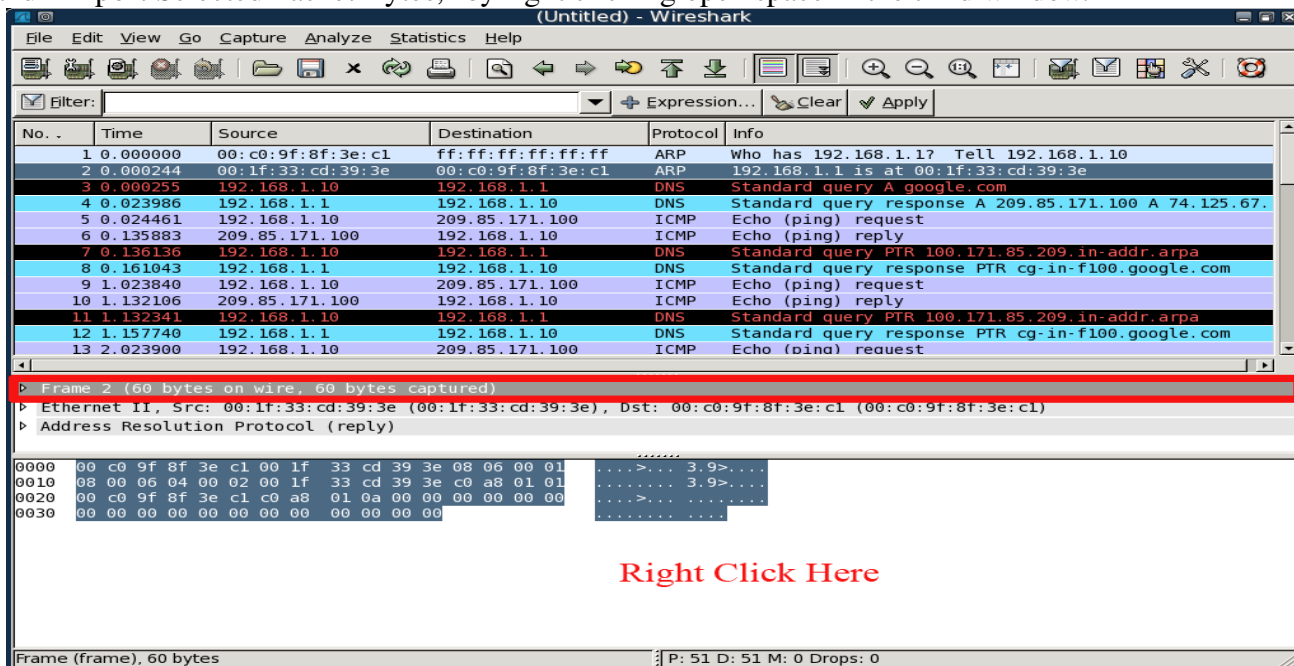 (Untitled) - Wireshark
File Edit View Go Capture Analyze Statistics Help
Filter: Expression... Clear Apply
No. . Time Source Destination Protocol Info
1 0.000000 00:c0:9f:8f:3e:c1 ff:ff:ff:ff:ff:ff ARP Who has 192.168.1.1? Tell 192.168.1.10
2 0.000244 00:1f:33:cd:39:3e 00:c0:9f:8f:3e:c1 ARP 192.168.1.1 is at 00:1f:33:cd:39:3e
3 0.000255 192.168.1.10 192.168.1.1 DNS Standard query A google.com
4 0.023986 192.168.1.1 192.168.1.10 DNS Standard query response A 209.85.171.100 A 74.125.67.
5 0.024461 192.168.1.10 209.85.171.100 ICMP Echo (ping) request
6 0.135883 209.85.171.100 192.168.1.10 ICMP Echo (ping) reply
7 0.136136 192.168.1.10 192.168.1.1 DNS Standard query PTR 100.171.85.209.in-addr.arpa
8 0.161043 192.168.1.1 192.168.1.10 DNS Standard query response PTR cg-in-f100.google.com
9 1.023840 192.168.1.10 209.85.171.100 ICMP Echo (ping) request
10 1.132106 209.85.171.100 192.168.1.10 ICMP Echo (ping) reply
11 1.132341 192.168.1.10 192.168.1.1 DNS Standard query PTR 100.171.85.209.in-addr.arpa
12 1.157740 192.168.1.1 192.168.1.10 DNS Standard query response PTR cg-in-f100.google.com
13 2.023900 192.168.1.10 209.85.171.100 ICMP Echo (ping) request
Frame 2 (60 bytes on wire, 60 bytes captured)
Ethernet II, Src: 00:1f:33:cd:39:3e (00:1f:33:cd:39:3e), Dst: 00:c0:9f:8f:3e:c1 (00:c0:9f:8f:3e:c1)
Address Resolution Protocol (reply)
0000 00 c0 9f 8f 3e c1 00 1f 33 cd 39 3e 08 06 00 01 ....>... 3.9>....
0010 08 00 06 04 00 02 00 1f 33 cd 39 3e c0 a8 01 01 ........ 3.9>....
0020 00 c0 9f 8f 3e c1 c0 a8 01 0a 00 00 00 00 00 00 ....>... ........
0030 00 00 00 00 00 00 00 00 00 00 00 00 ........ ....
Right Click Here
Frame (frame), 60 bytes P: 51 D: 51 M: 0 Drops: 0